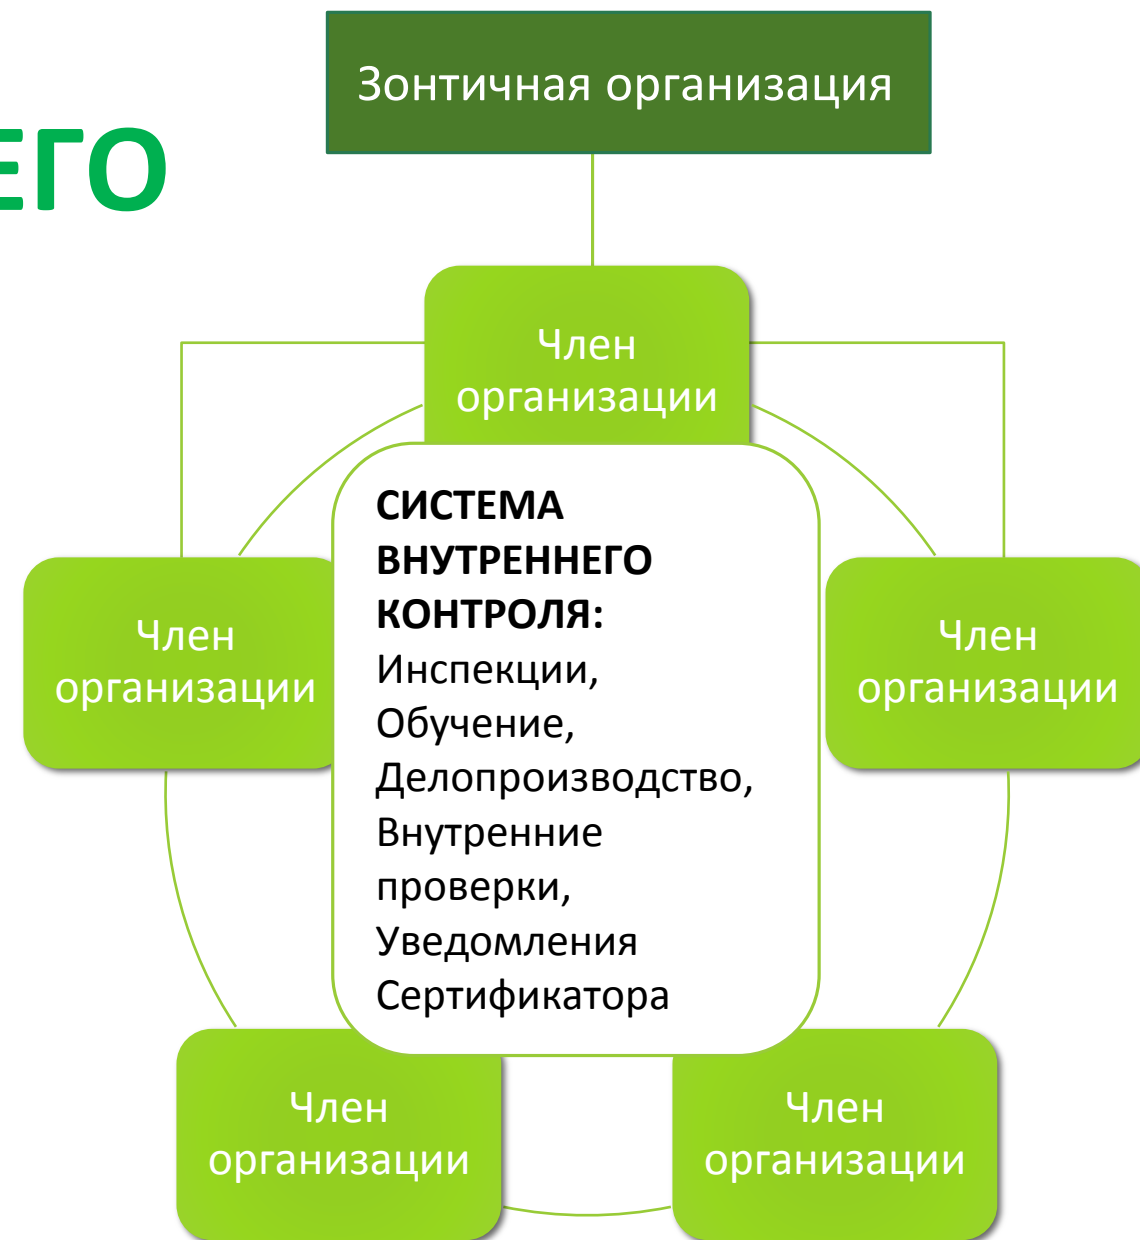 Зонтичная организация
ЕГО
Член
организации
СИСТЕМА
ВНУТРЕННЕГО
КОНТРОЛЯ:
Инспекции,
Обучение,
Делопроизводство,
Внутренние
проверки,
Уведомления
Сертификатора
Член
организации
Член
организации
Член
организации
Член
организации